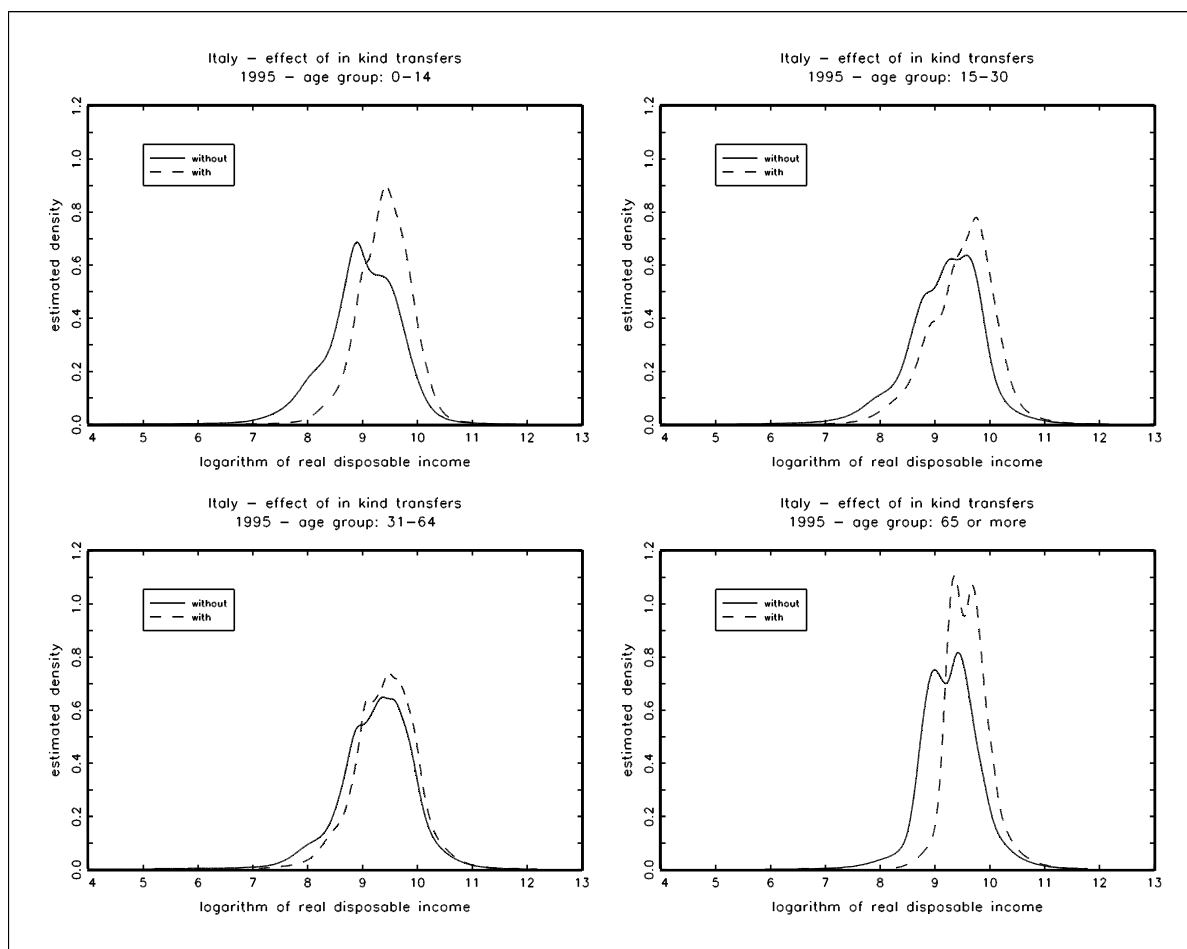 Italy – effect of in kind transfers
1995 – age group: 0–14
estimated density
0.0 0.2 0.4 0.6 0.8 1.0 1.2
without
with
4 5 6 7 8 9 10 11 12 13
logarithm of real disposable income
Italy – effect of in kind transfers
1995 – age group: 15–30
estimated density
0.0 0.2 0.4 0.6 0.8 1.0 1.2
without
with
4 5 6 7 8 9 10 11 12 13
logarithm of real disposable income
Italy – effect of in kind transfers
1995 – age group: 31–64
estimated density
0.0 0.2 0.4 0.6 0.8 1.0 1.2
without
with
4 5 6 7 8 9 10 11 12 13
logarithm of real disposable income
Italy – effect of in kind transfers
1995 – age group: 65 or more
estimated density
0.0 0.2 0.4 0.6 0.8 1.0 1.2
without
with
4 5 6 7 8 9 10 11 12 13
logarithm of real disposable income